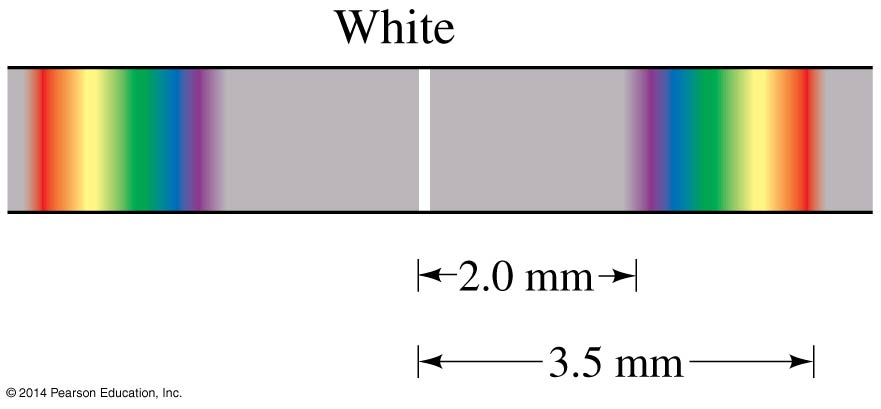 White
2.0 mm
3.5 mm
© 2014 Pearson Education, Inc.